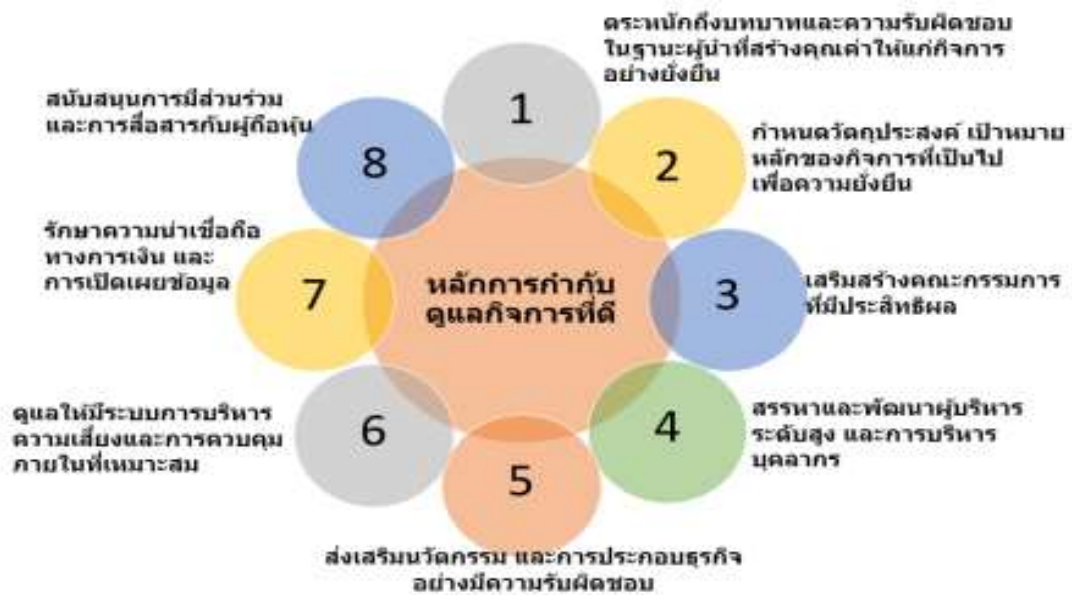 1
ตระหนักถึงบทบาทและความรับผิดชอบ
ในฐานะผู้นำที่สร้างคุณค่าให้แก่กิจการ
อย่างยั่งยืน
2
กำหนดวัตถุประสงค์ เป้าหมาย
หลักของกิจการที่เป็นไป
เพื่อความยั่งยืน
3
เสริมสร้างคณะกรรมการ
ที่มีประสิทธิผล
4
สรรหาและพัฒนาผู้บริหาร
ระดับสูง และการบริหาร
บุคลากร
5
ส่งเสริมนวัตกรรม และการประกอบธุรกิจ
อย่างมีความรับผิดชอบ
6
ดูแลให้มีระบบการบริหาร
ความเสี่ยงและการควบคุม
ภายในที่เหมาะสม
7
รักษาความน่าเชื่อถือ
ทางการเงิน และ
การเปิดเผยข้อมูล
8
สนับสนุนการมีส่วนร่วม
และการสื่อสารกับผู้ถือหุ้น
หลักการกำกับ
ดูแลกิจการที่ดี